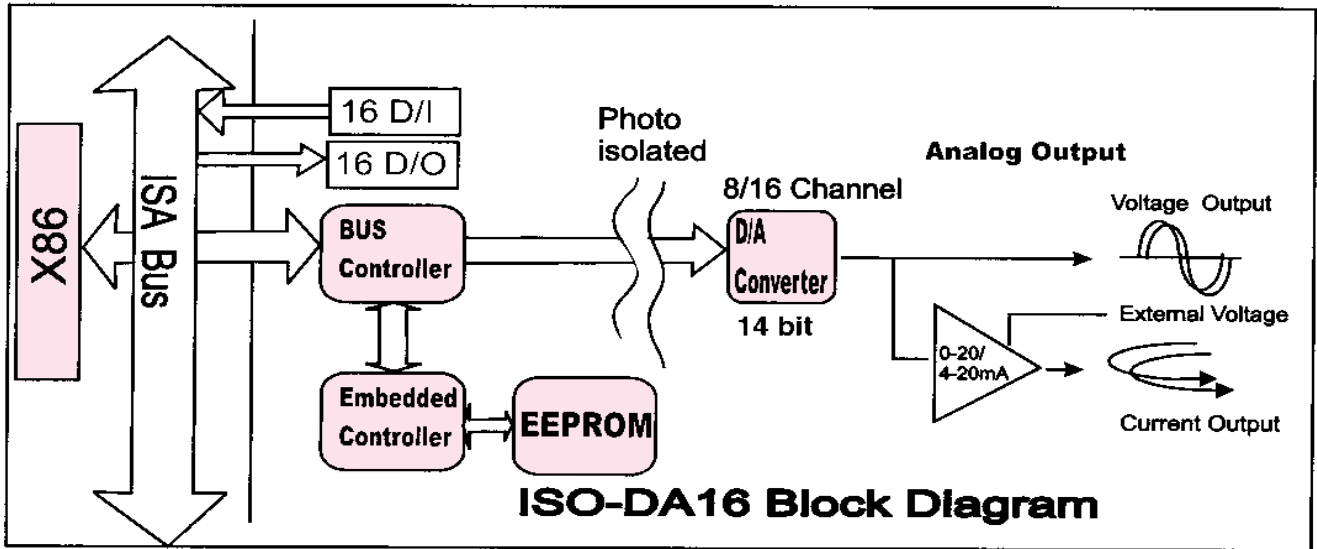 16 D/I
16 D/O
X86
ISA Bus
BUS
Controller
Embedded
Controller
EEPROM
Photo
isolated
8/16 Channel
D/A
Converter
14 bit
Analog Output
Voltage Output
External Voltage
0-20/
4-20mA
Current Output
ISO-DA16 Block Diagram